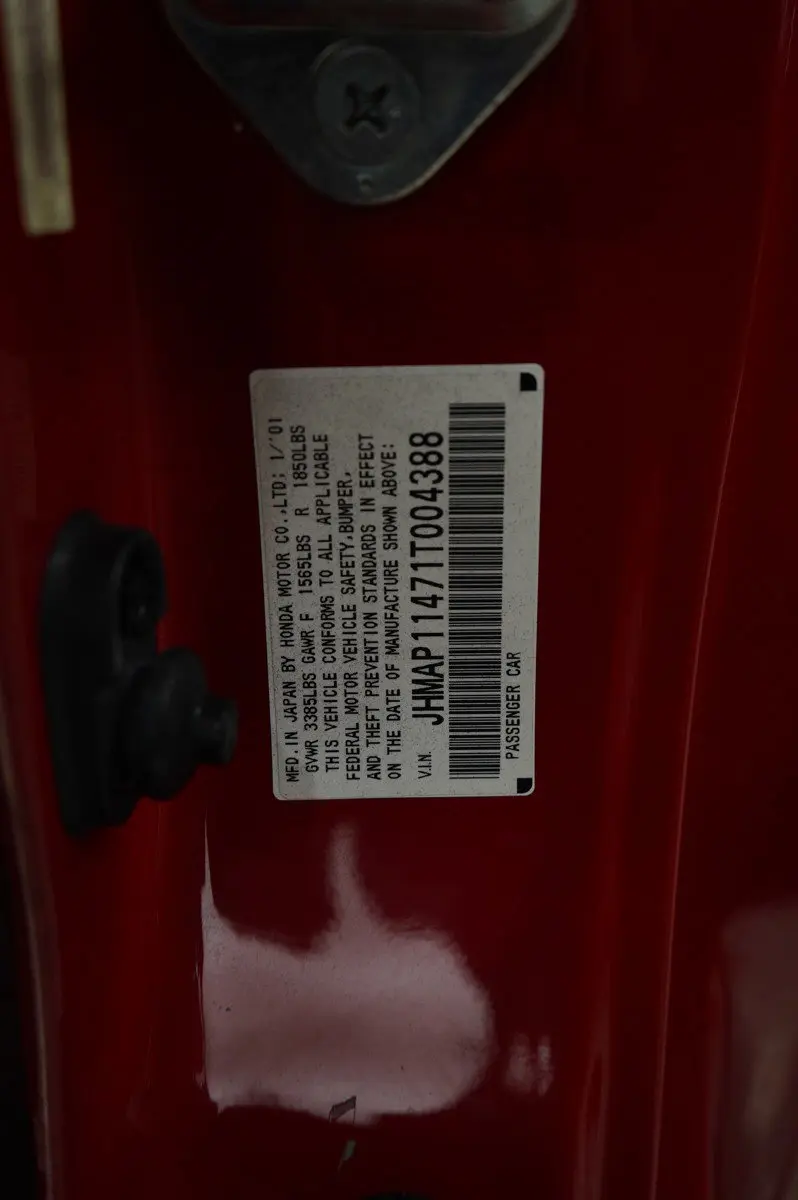 MFD. IN JAPAN BY HONDA MOTOR CO.,LTD; 1/'01
GVWR 3385LBS GAWR F 1565LBS R 1850LBS
THIS VEHICLE CONFORMS TO ALL APPLICABLE
FEDERAL MOTOR VEHICLE SAFETY,BUMPER,
AND THEFT PREVENTION STANDARDS IN EFFECT
ON THE DATE OF MANUFACTURE SHOWN ABOVE:
V.I.N. JHMAP11471T004388
PASSENGER CAR